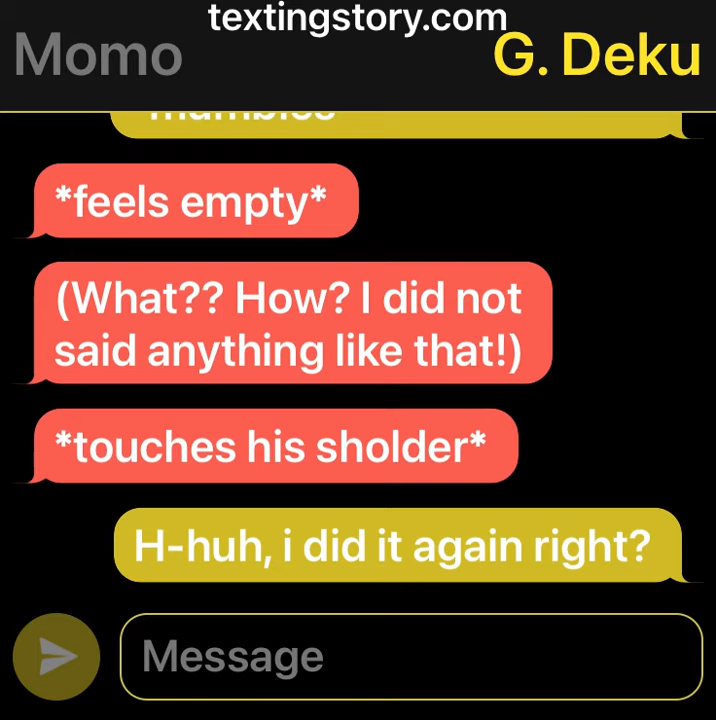 textingstory.com
Momo
G. Deku
mumbles
*feels empty*
(What?? How? I did not
said anything like that!)
*touches his sholder*
H-huh, i did it again right?
Message